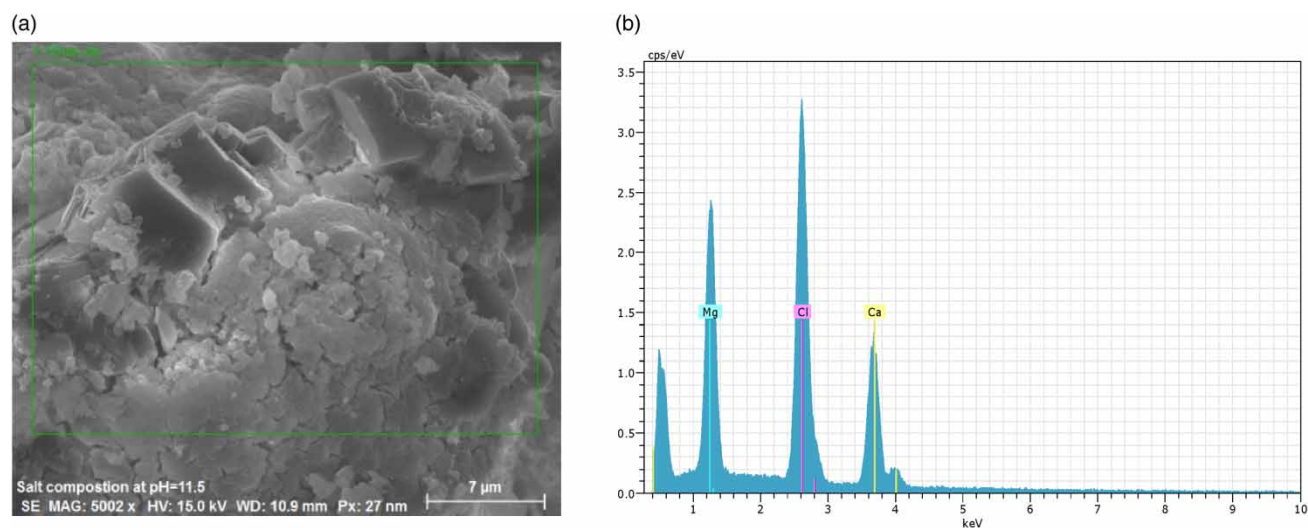 (a)
(b)
Salt compostion at pH=11.5
SE MAG: 5002 x HV: 15.0 kV WD: 10.9 mm Px: 27 nm
7 µm
cps/eV
3.5
3.0
2.5
2.0
1.5
1.0
0.5
0.0
Mg
Cl
Ca
1 2 3 4 5 6 7 8 9 10
keV